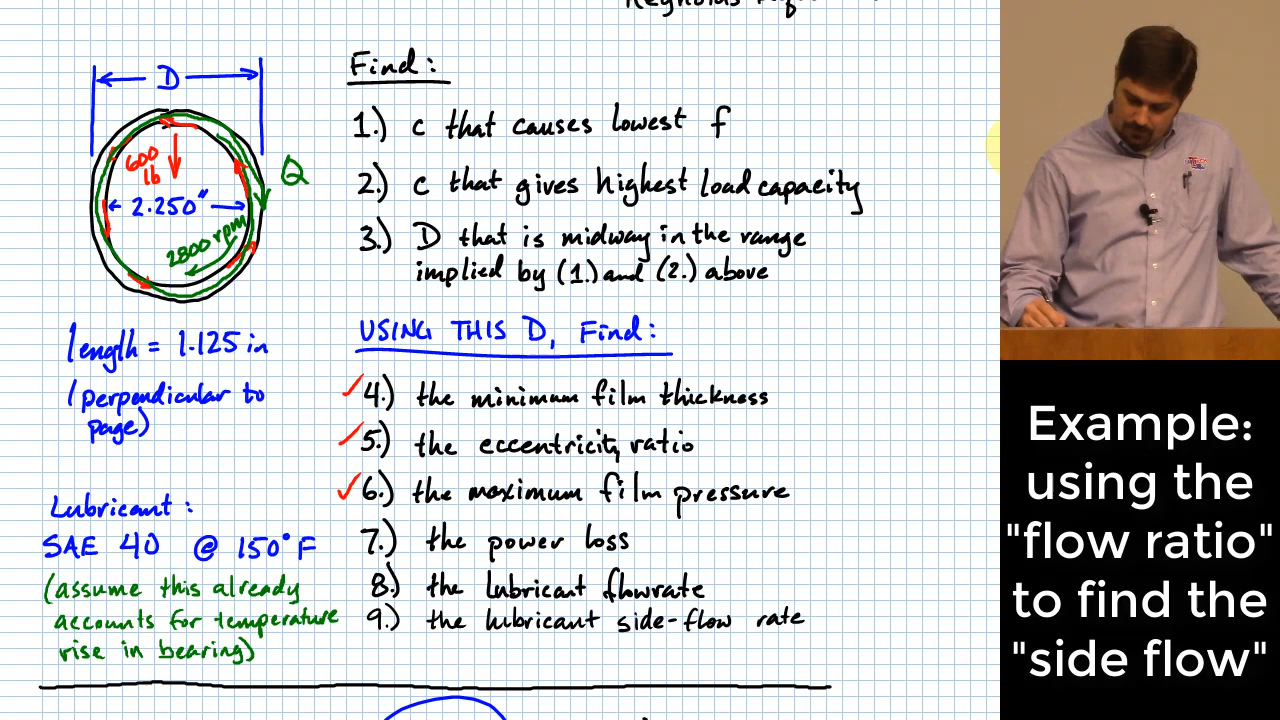 Reynolds
D
600
lb
2.250"
2800 rpm
Q
length = 1.125 in
(perpendicular to
page)
Lubricant:
SAE 40 @ 150°F
(assume this already
accounts for temperature
rise in bearing)
Find:
1.) c that causes lowest f
2.) c that gives highest load capacity
3.) D that is midway in the range
implied by (1.) and (2.) above
USING THIS D, Find:
4.) the minimum film thickness
5.) the eccentricity ratio
6.) the maximum film pressure
7.) the power loss
8.) the lubricant flowrate
9.) the lubricant side-flow rate
Example:
using the
"flow ratio"
to find the
"side flow"